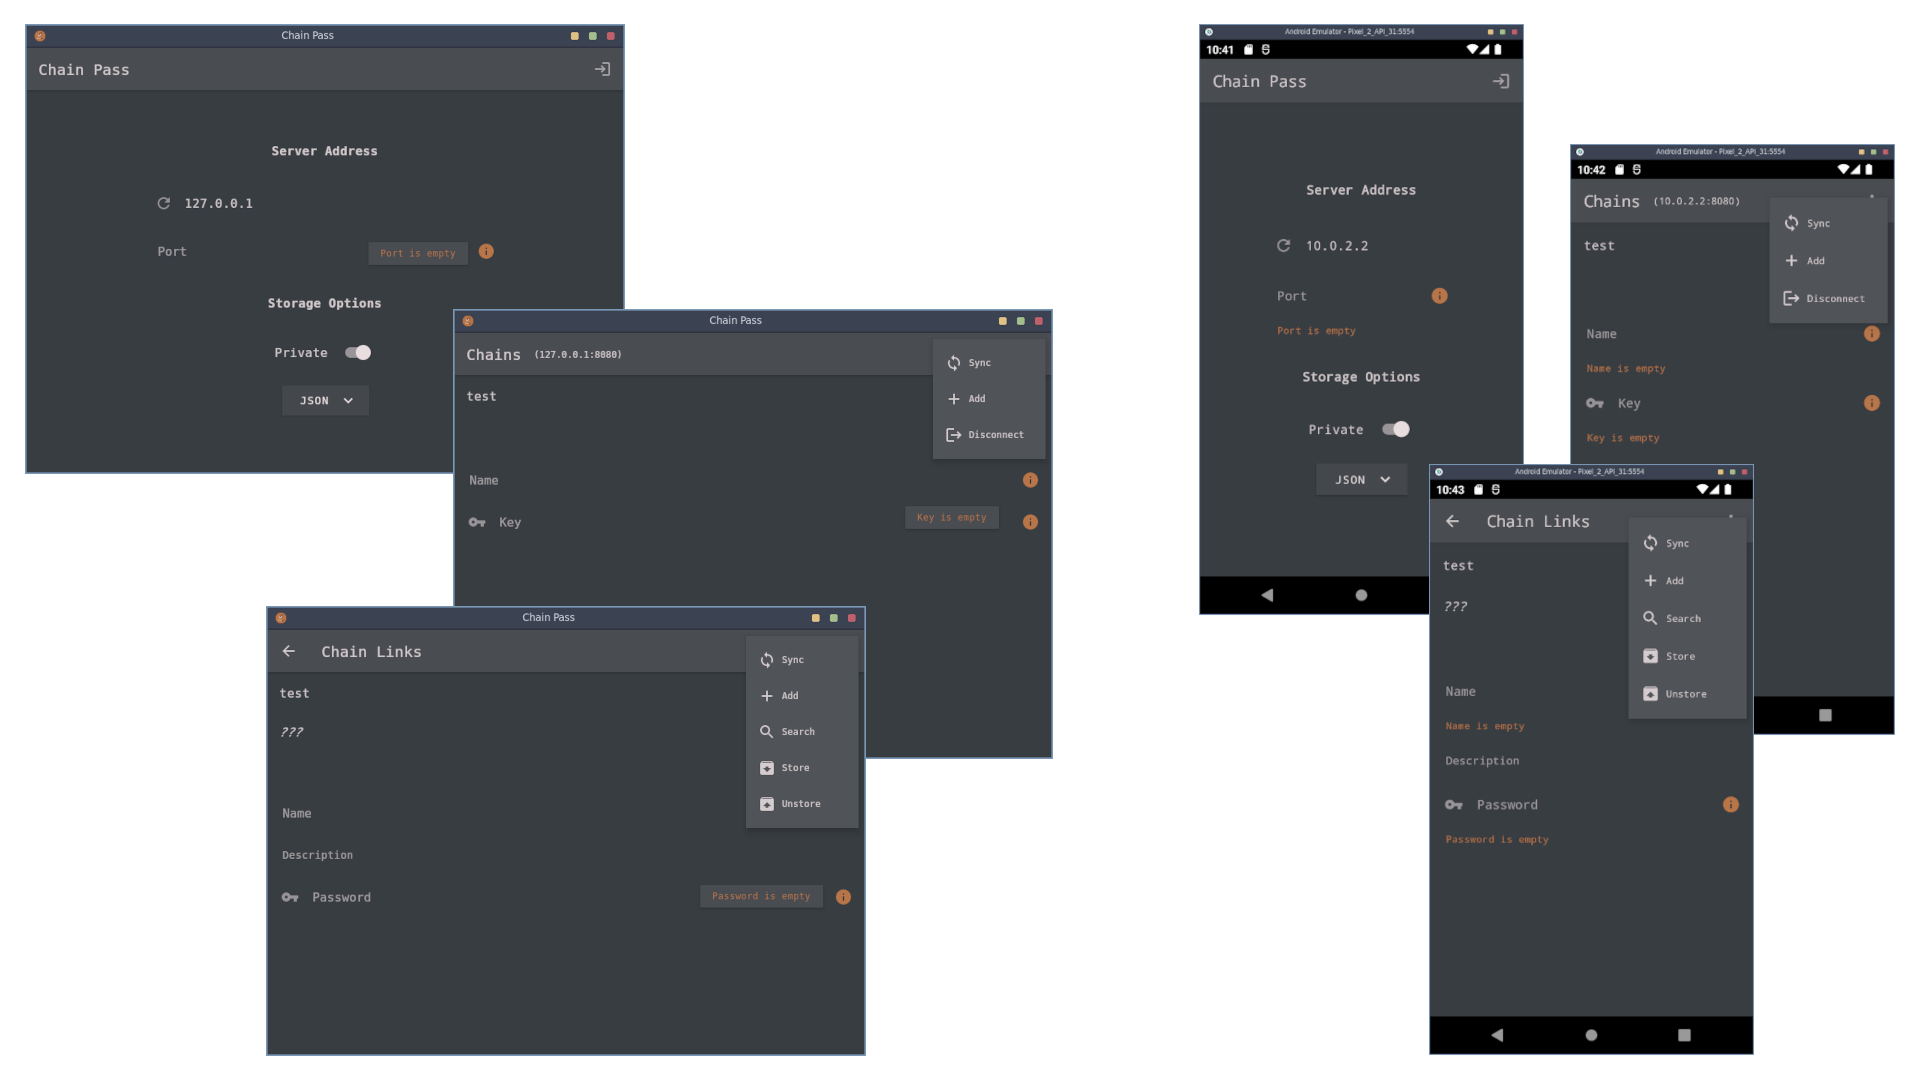 Chain Pass
Chain Pass
Server Address
127.0.0.1
Port
Port is empty
Storage Options
Private
JSON
Chain Pass
Chains (127.0.0.1:8080)
Sync
Add
Disconnect
test
Name
Key
Key is empty
Chain Pass
Chain Links
Sync
Add
Search
Store
Unstore
test
???
Name
Description
Password
Password is empty
Android Emulator - Pixel_2_API_31:5554
10:41
Chain Pass
Server Address
10.0.2.2
Port
Port is empty
Storage Options
Private
JSON
Android Emulator - Pixel_2_API_31:5554
10:42
Chains (10.0.2.2:8080)
Sync
Add
Disconnect
test
Name
Name is empty
Key
Key is empty
Android Emulator - Pixel_2_API_31:5554
10:43
Chain Links
Sync
Add
Search
Store
Unstore
test
???
Name
Name is empty
Description
Password
Password is empty